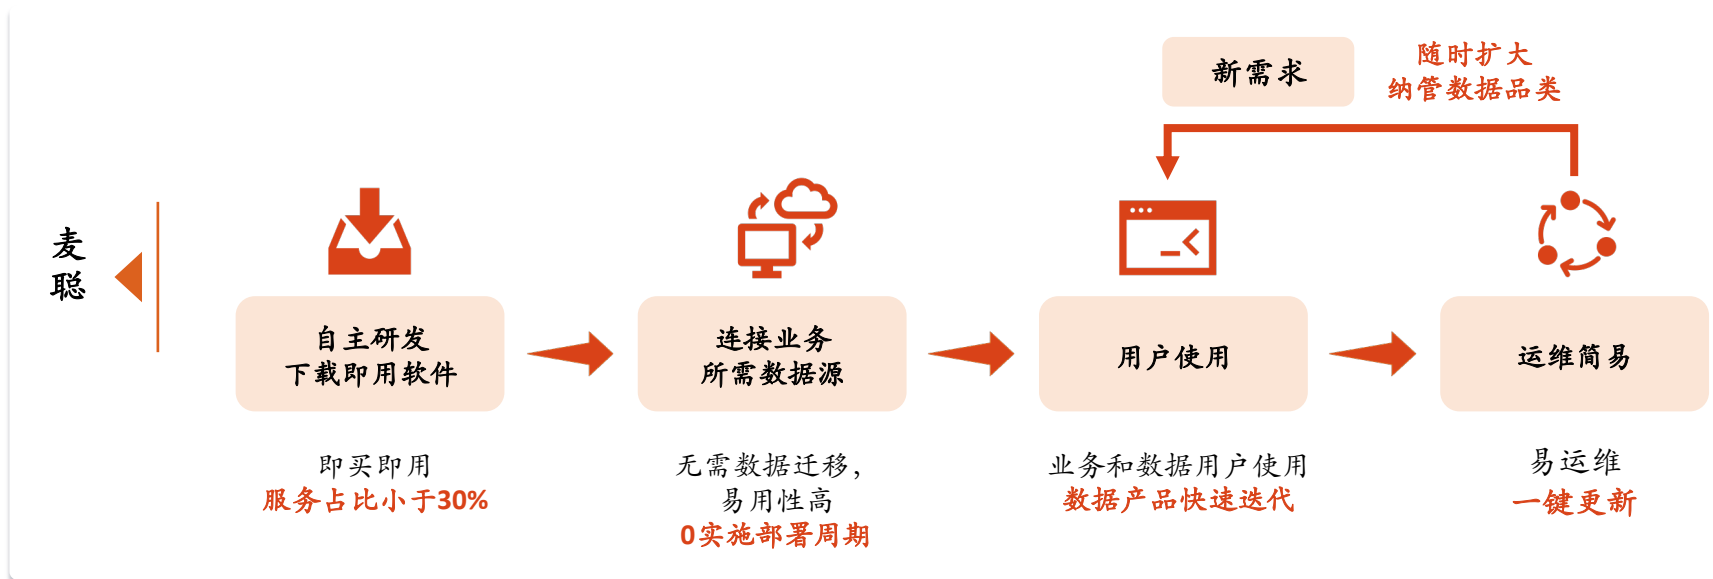 新需求
随时扩大
纳管数据品类
麦
聪
自主研发
下载即用软件
连接业务
所需数据源
用户使用
运维简易
即买即用
服务占比小于30%
无需数据迁移，
易用性高
0实施部署周期
业务和数据用户使用
数据产品快速迭代
易运维
一键更新